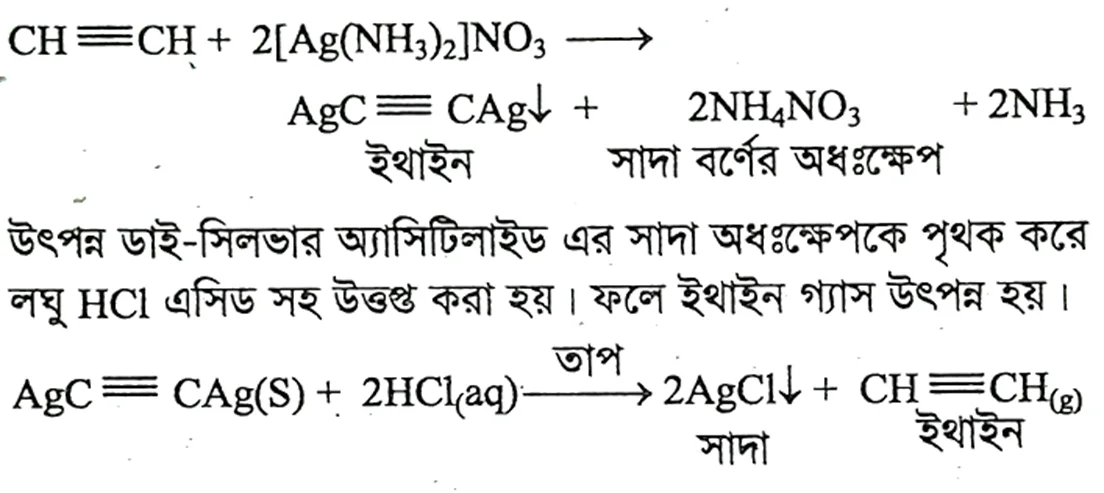 CH≡CH + 2[Ag(NH₃)₂]NO₃ ⟶
AgC≡CAg↓ + 2NH₄NO₃ + 2NH₃
ইথাইন সাদা বর্ণের অধঃক্ষেপ
উৎপন্ন ডাই-সিলভার অ্যাসিটিলাইড এর সাদা অধঃক্ষেপকে পৃথক করে
লঘু HCl এসিড সহ উত্তপ্ত করা হয়। ফলে ইথাইন গ্যাস উৎপন্ন হয়।
তাপ
AgC≡CAg(S) + 2HCl(aq) ⟶ 2AgCl↓ + CH≡CH(g)
সাদা ইথাইন